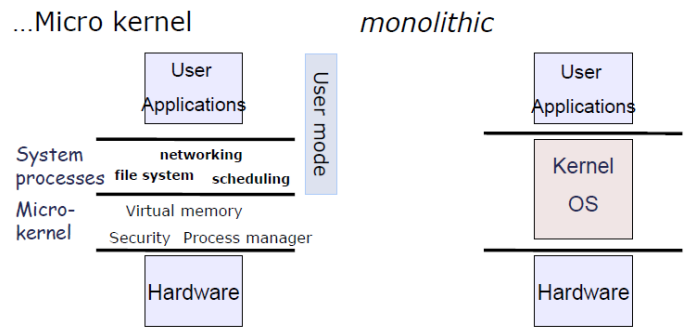 ...Micro kernel
User
Applications
User mode
System
processes
networking
file system scheduling
Micro-
kernel
Virtual memory
Security Process manager
Hardware
monolithic
User
Applications
Kernel
OS
Hardware